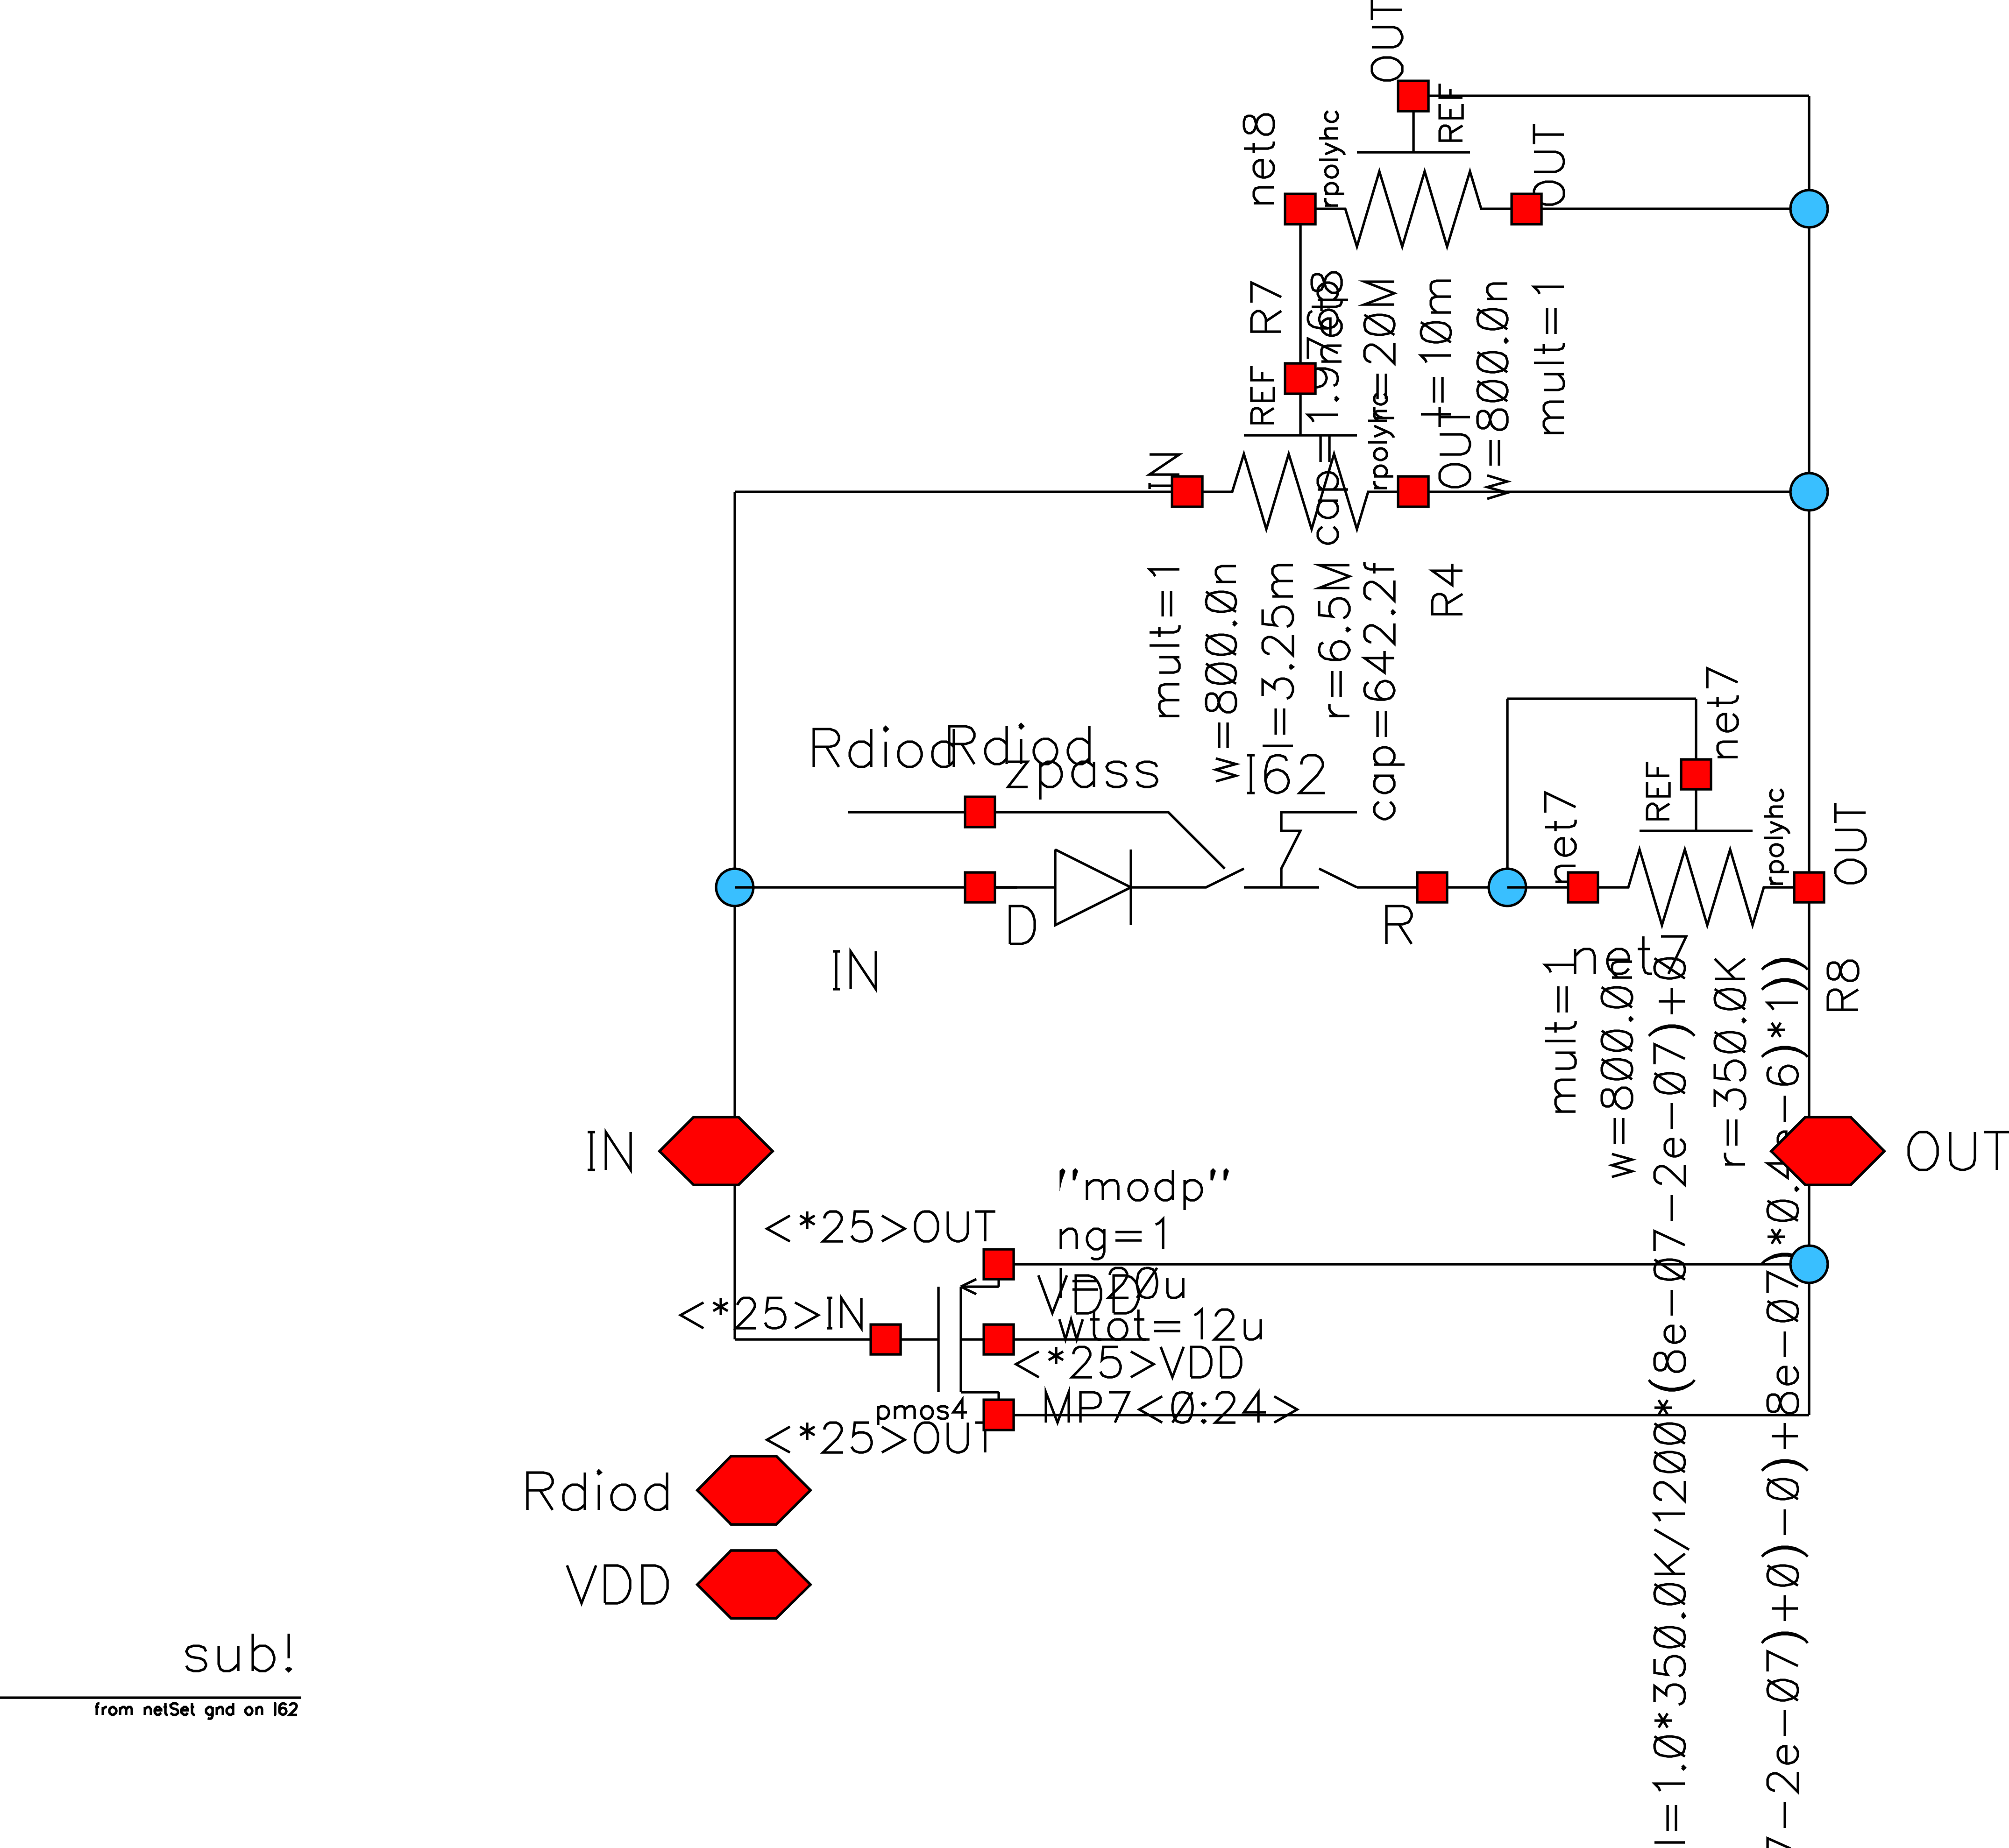 OUT
REF
net8
rpolyhc
OUT
R7
cap=1.976p
r=20M
l=10m
w=800.0n
mult=1
net8
REF
rpolyhc
OUT
IN
mult=1
w=800.0n
l=3.25m
r=6.5M
cap=642.2f
R4
Rdiod
Rdiod
zpass
I62
net7
REF
net7
rpolyhc
OUT
D
R
IN
net7
mult=1
w=800.0n
l=1.0*350.0K/1200*(8e-07-2e-07)+0
r=350.0K
7-2e-07)+0)-0)+8e-07)*0.4e-6)*1))
R8
IN
OUT
"modp"
ng=1
l=20u
wtot=12u
<*25>OUT
VDD
<*25>IN
<*25>VDD
pmos4
MP7<0:24>
<*25>OUT
Rdiod
VDD
sub!
from netSet gnd on I62